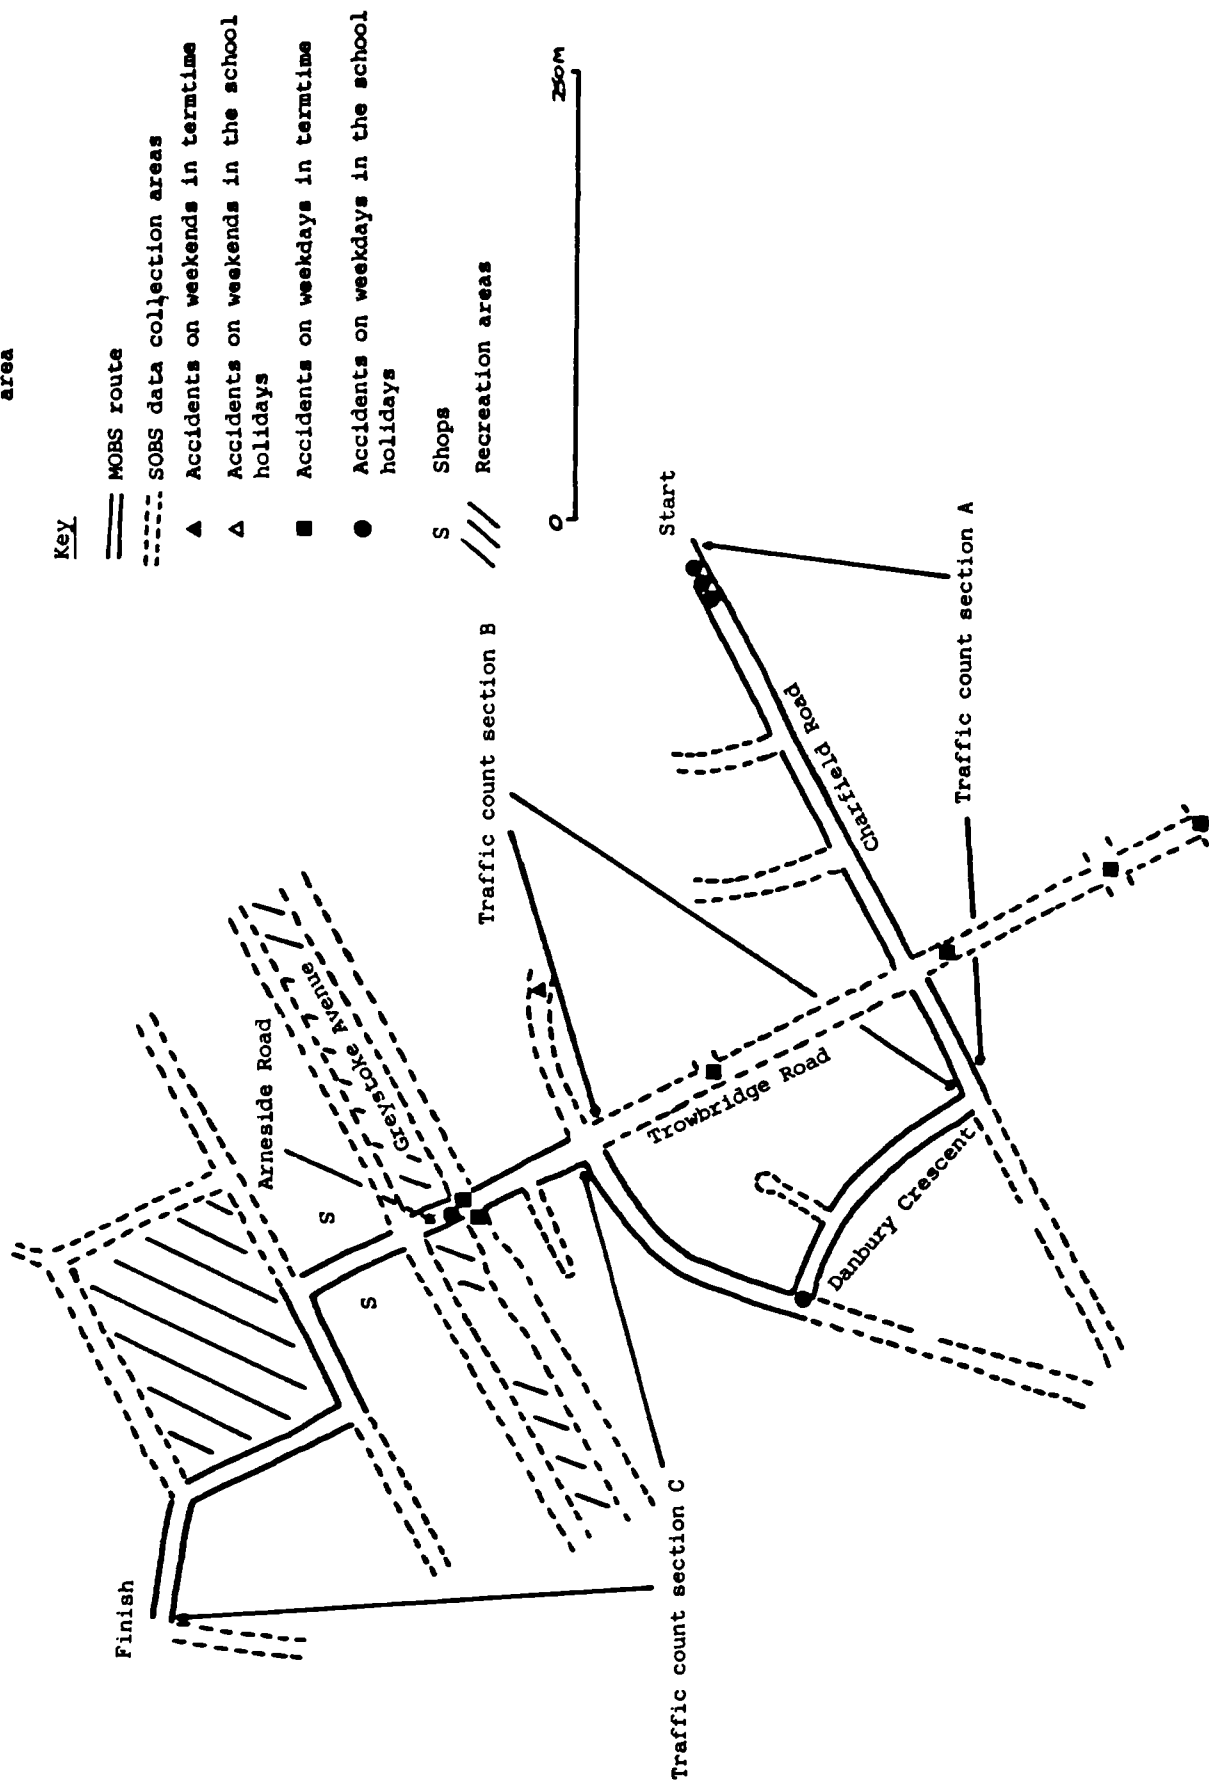 area
Key
MOBS route
SOBS data collection areas
Accidents on weekends in termtime
Accidents on weekends in the school
holidays
Accidents on weekdays in termtime
Accidents on weekdays in the school
holidays
S Shops
Recreation areas
0 250M
Start
Finish
Traffic count section A
Traffic count section B
Traffic count section C
Charfield Road
Trowbridge Road
Danbury Crescent
Greystoke Avenue
Arneside Road
S
S